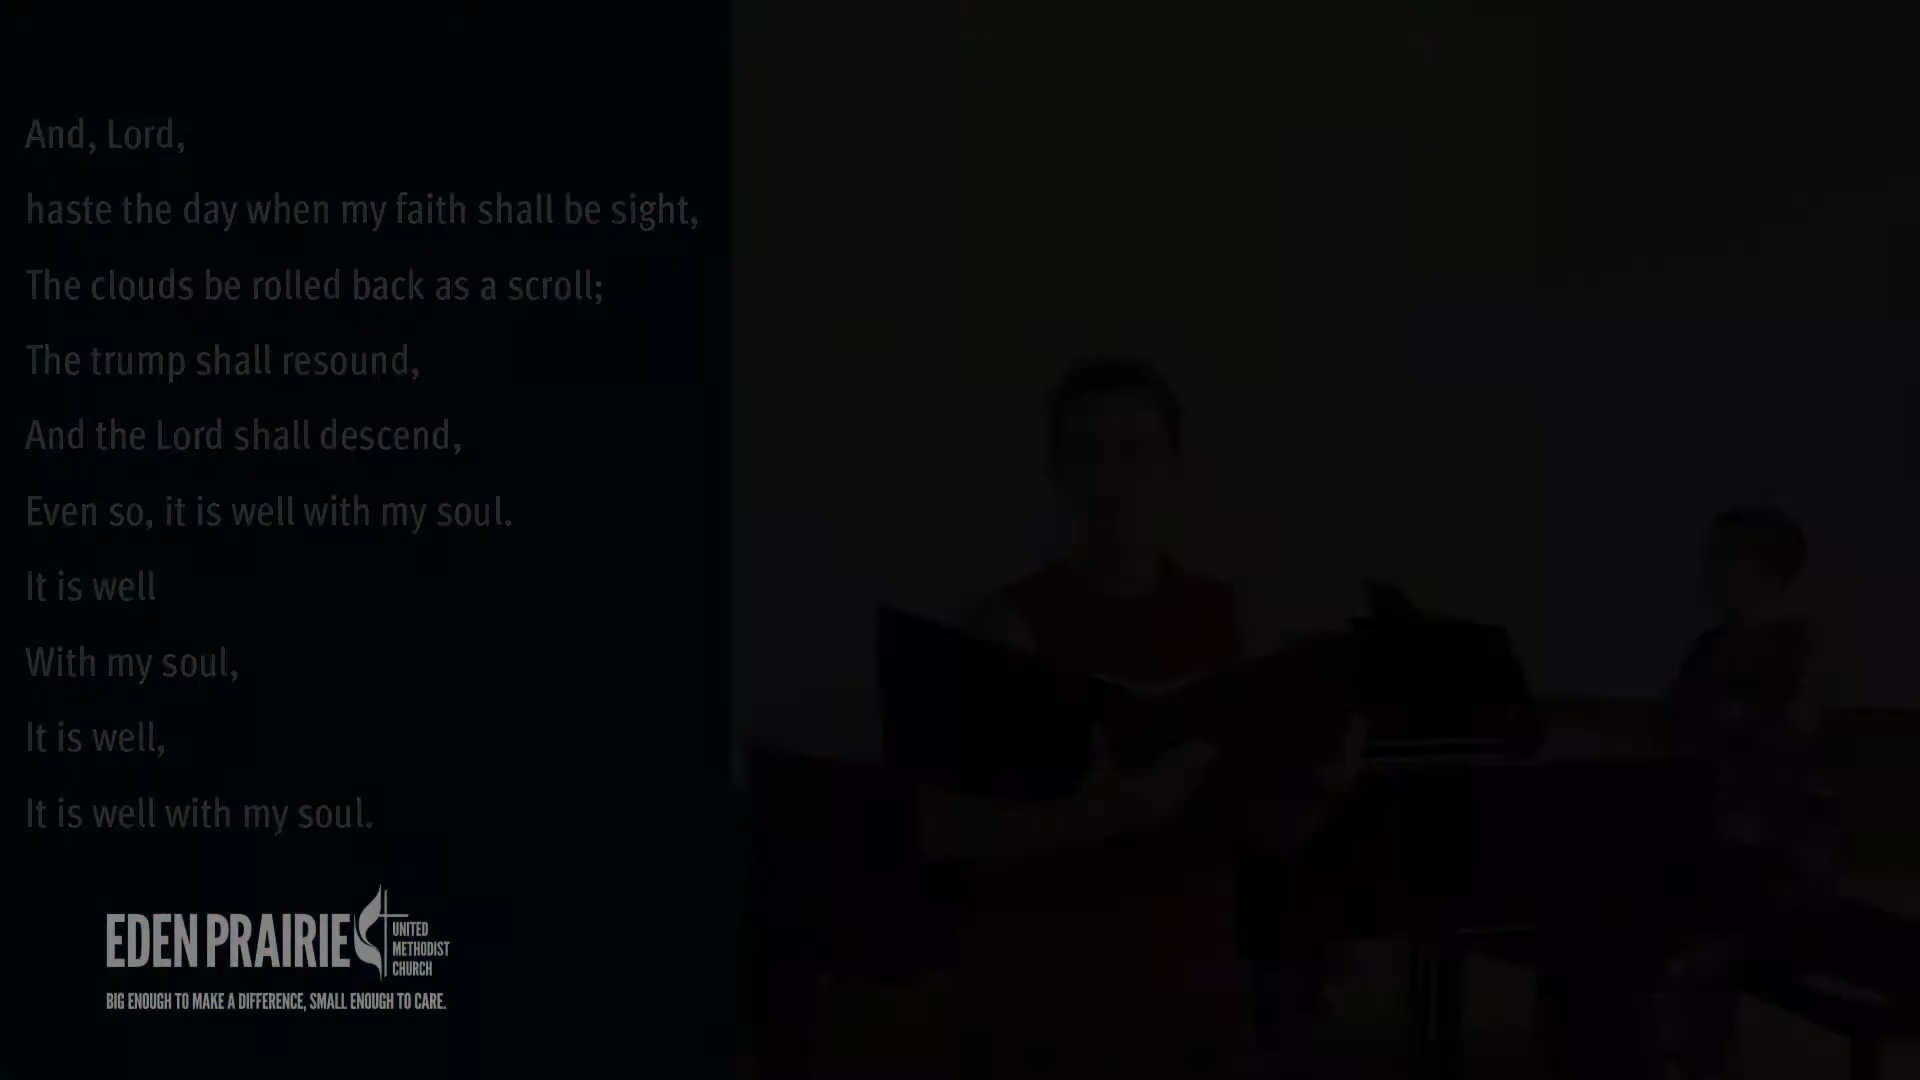 And, Lord,
haste the day when my faith shall be sight,
The clouds be rolled back as a scroll;
The trump shall resound,
And the Lord shall descend,
Even so, it is well with my soul.
It is well
With my soul,
It is well,
It is well with my soul.
EDEN PRAIRIE
UNITED
METHODIST
CHURCH
BIG ENOUGH TO MAKE A DIFFERENCE, SMALL ENOUGH TO CARE.